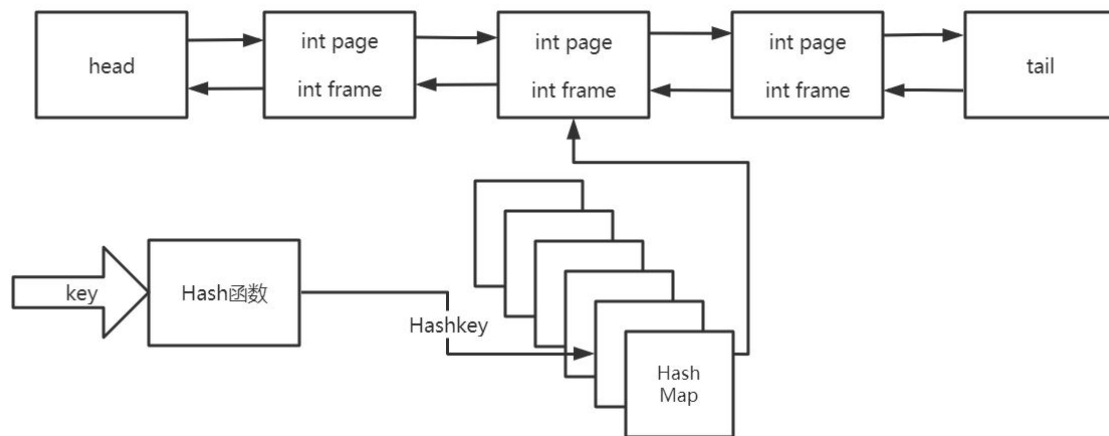 head
int page
int frame
int page
int frame
int page
int frame
tail
key
Hash函数
Hashkey
Hash
Map